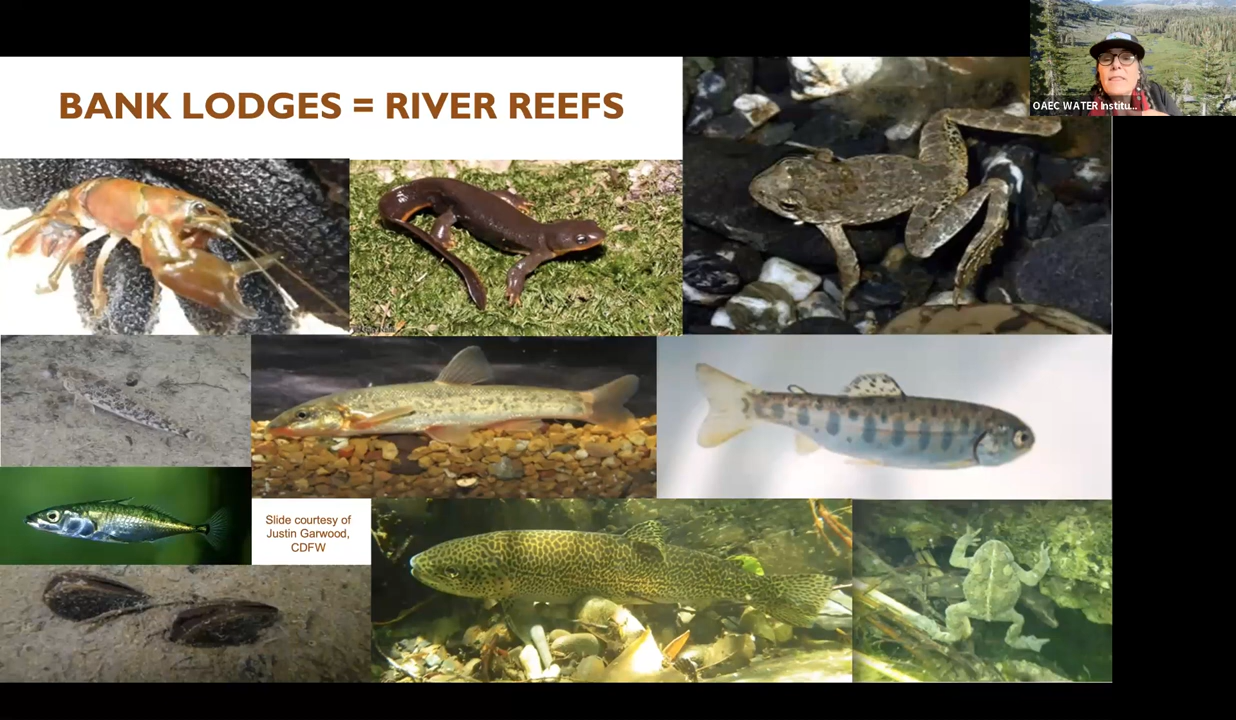 BANK LODGES = RIVER REEFS
OAEC WATER Institu...
Slide courtesy of
Justin Garwood,
CDFW